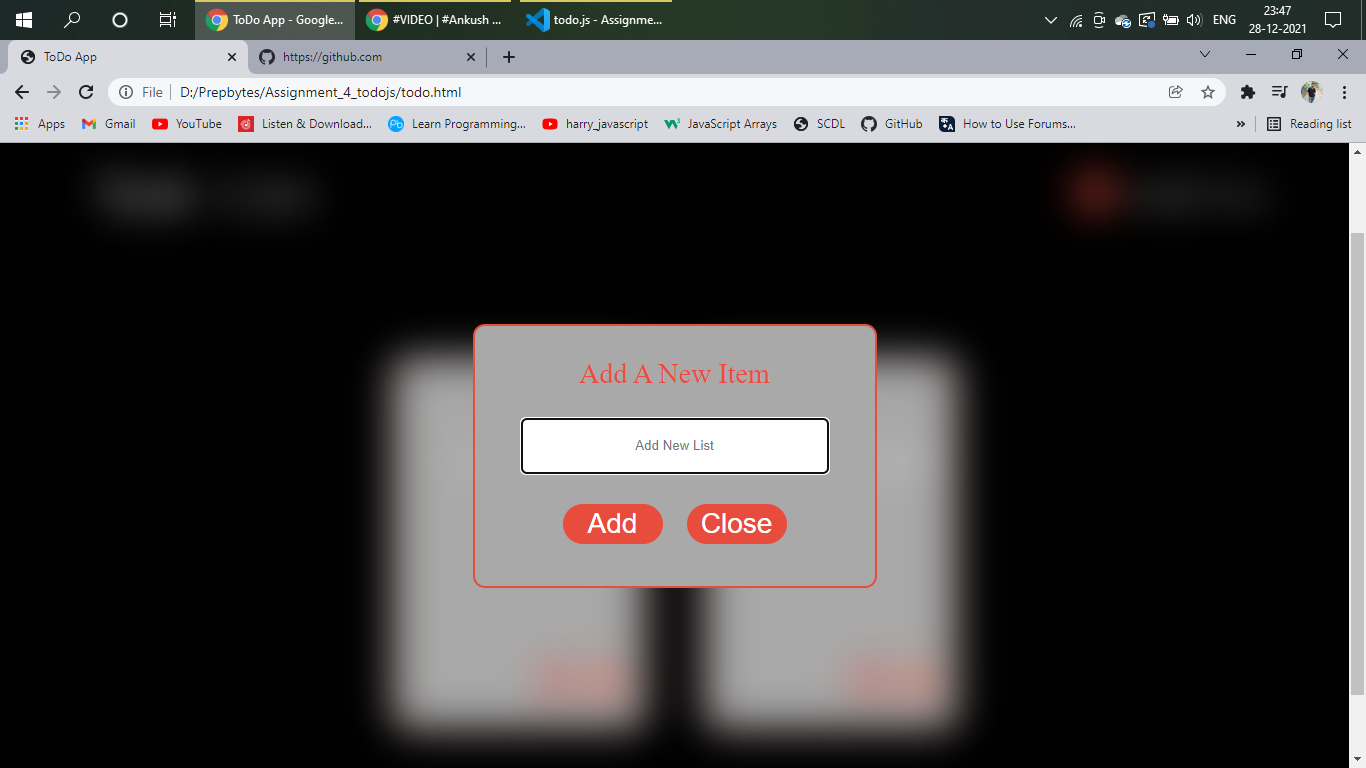 ToDo App - Google...
#VIDEO | #Ankush ...
todo.js - Assignme...
ENG
23:47
28-12-2021
ToDo App
https://github.com
File
D:/Prepbytes/Assignment_4_todojs/todo.html
Apps
Gmail
YouTube
Listen & Download...
Pb
Learn Programming...
harry_javascript
JavaScript Arrays
SCDL
GitHub
How to Use Forums...
»
Reading list
Add A New Item
Add New List
Add
Close